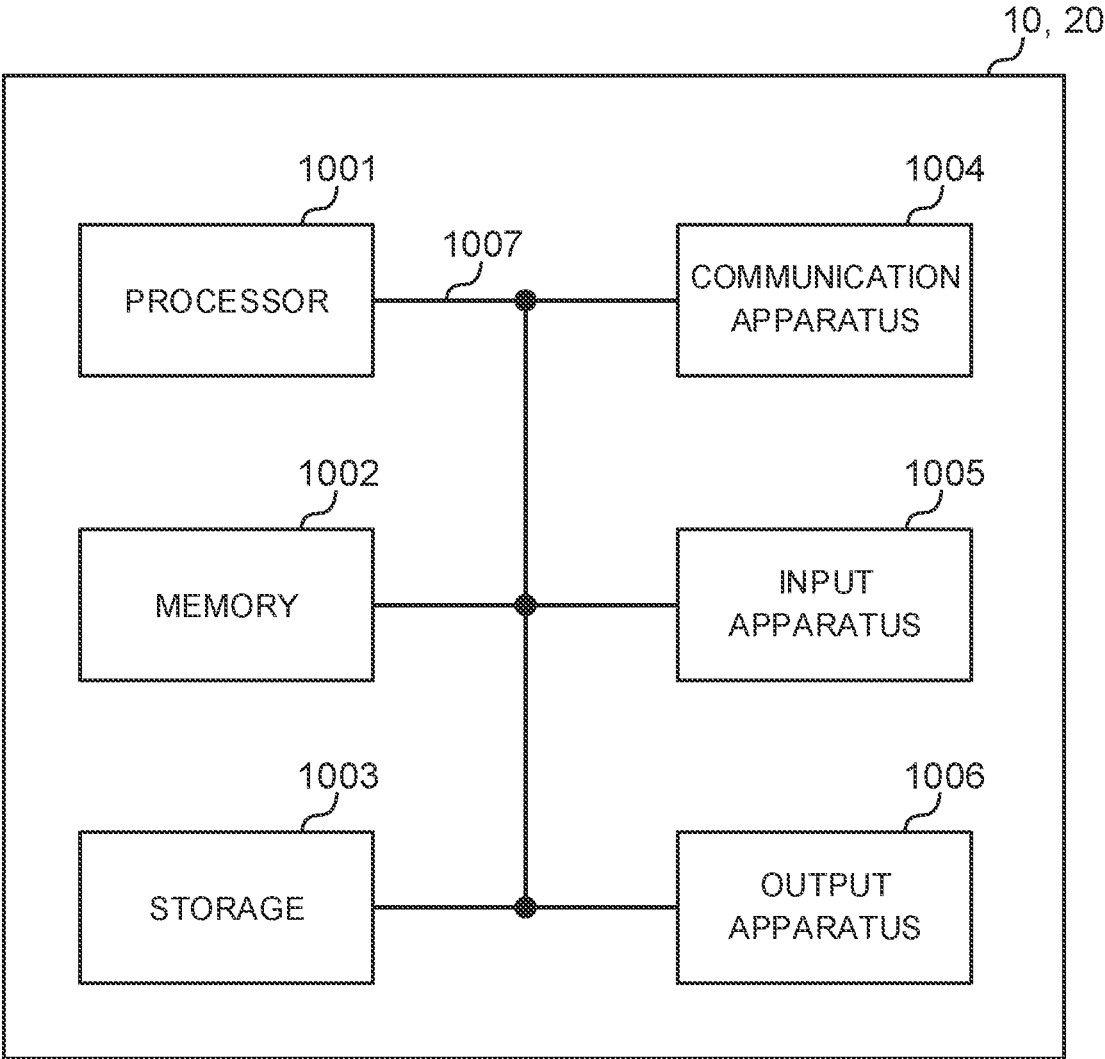 10, 20
1001
1004
1007
PROCESSOR
COMMUNICATION
APPARATUS
1002
1005
MEMORY
INPUT
APPARATUS
1003
1006
STORAGE
OUTPUT
APPARATUS